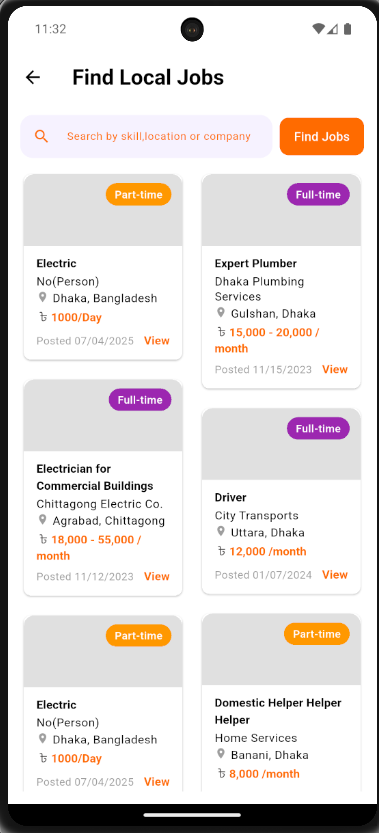 11:32
Find Local Jobs
Search by skill,location or company
Find Jobs
Part-time
Electric
No(Person)
Dhaka, Bangladesh
৳ 1000/Day
Posted 07/04/2025 View
Full-time
Expert Plumber
Dhaka Plumbing
Services
Gulshan, Dhaka
৳ 15,000 - 20,000 /
month
Posted 11/15/2023 View
Full-time
Electrician for
Commercial Buildings
Chittagong Electric Co.
Agrabad, Chittagong
৳ 18,000 - 55,000 /
month
Posted 11/12/2023 View
Full-time
Driver
City Transports
Uttara, Dhaka
৳ 12,000 /month
Posted 01/07/2024 View
Part-time
Electric
No(Person)
Dhaka, Bangladesh
৳ 1000/Day
Posted 07/04/2025 View
Part-time
Domestic Helper Helper
Helper
Home Services
Banani, Dhaka
৳ 8,000 /month